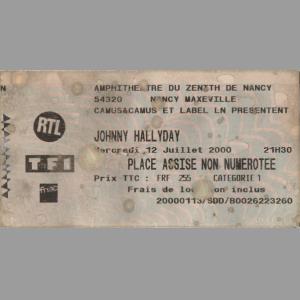 AMPHITHEATRE DU ZENITH DE NANCY
54320 NANCY MAXEVILLE
CAMUS&CAMUS ET LABEL LN PRESENTENT
RTL
JOHNNY HALLYDAY
Mercredi 12 Juillet 2000 21H30
TF1
PLACE ASSISE NON NUMEROTEE
Prix TTC : FRF 255 CATEGORIE 1
fnac
Frais de location inclus
20000113/SDD/B0026223260